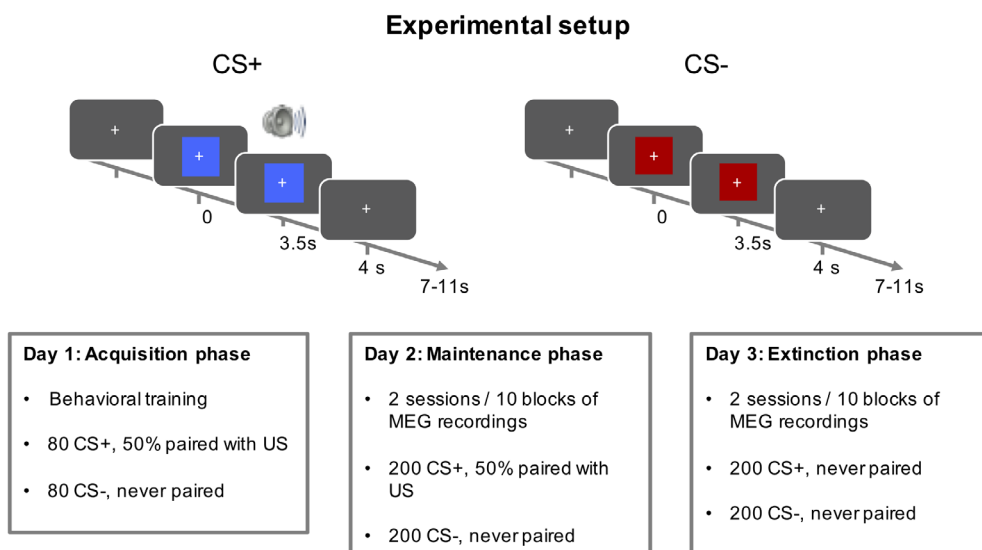 Experimental setup
CS+
CS-
0
3.5s
4 s
7-11s
0
3.5s
4 s
7-11s
Day 1: Acquisition phase
• Behavioral training
• 80 CS+, 50% paired with US
• 80 CS-, never paired
Day 2: Maintenance phase
• 2 sessions / 10 blocks of
MEG recordings
• 200 CS+, 50% paired with
US
• 200 CS-, never paired
Day 3: Extinction phase
• 2 sessions / 10 blocks of
MEG recordings
• 200 CS+, never paired
• 200 CS-, never paired